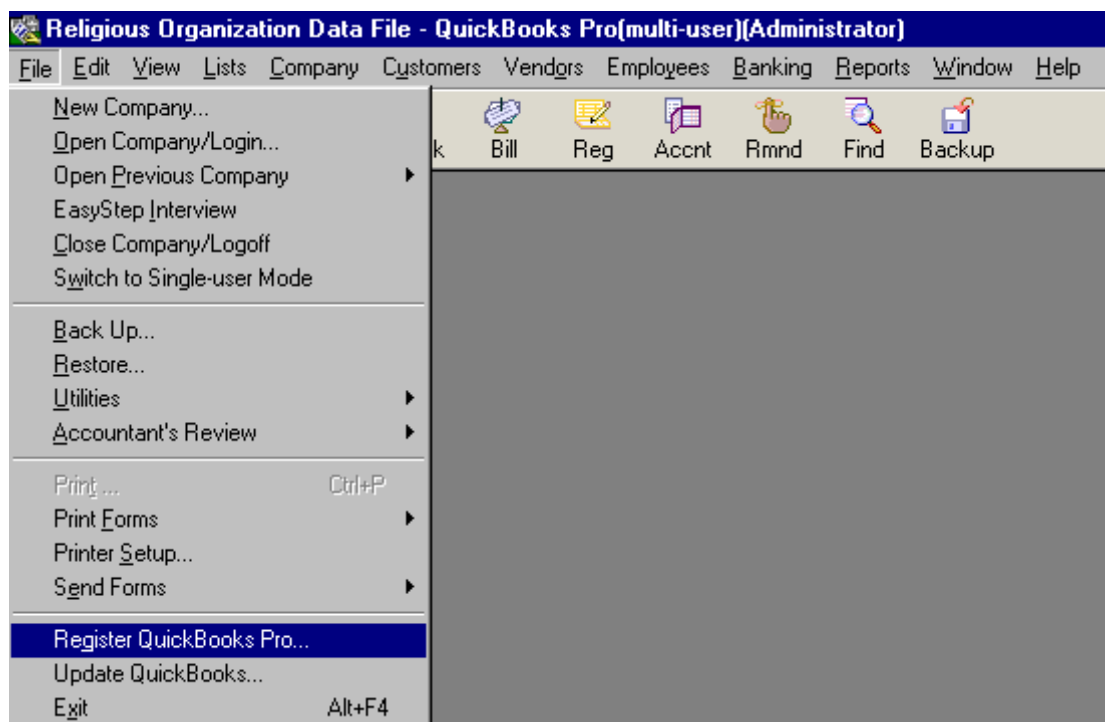 Religious Organization Data File - QuickBooks Pro(multi-user)(Administrator)
File Edit View Lists Company Customers Vendors Employees Banking Reports Window Help
New Company...
Open Company/Login...
Open Previous Company
EasyStep Interview
Close Company/Logoff
Switch to Single-user Mode
Back Up...
Restore...
Utilities
Accountant's Review
Print ... Ctrl+P
Print Forms
Printer Setup...
Send Forms
Register QuickBooks Pro...
Update QuickBooks...
Exit Alt+F4
k Bill Reg Accnt Rmnd Find Backup